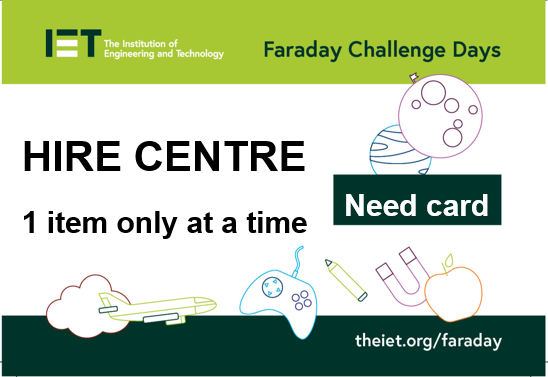 IET The Institution of
Engineering and Technology
Faraday Challenge Days
HIRE CENTRE
1 item only at a time
Need card
theiet.org/faraday